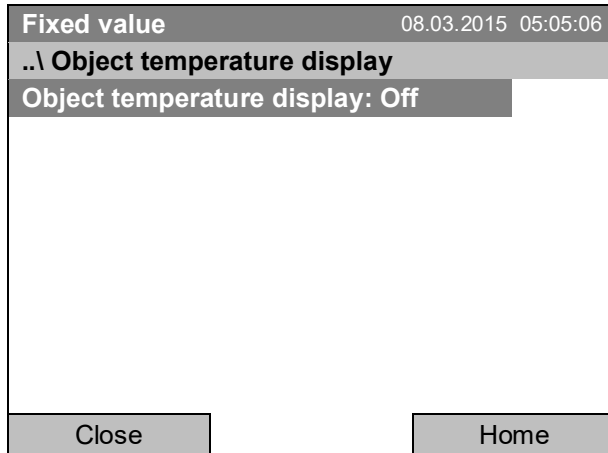 Fixed value 08.03.2015 05:05:06
..\ Object temperature display
Object temperature display: Off
Close Home